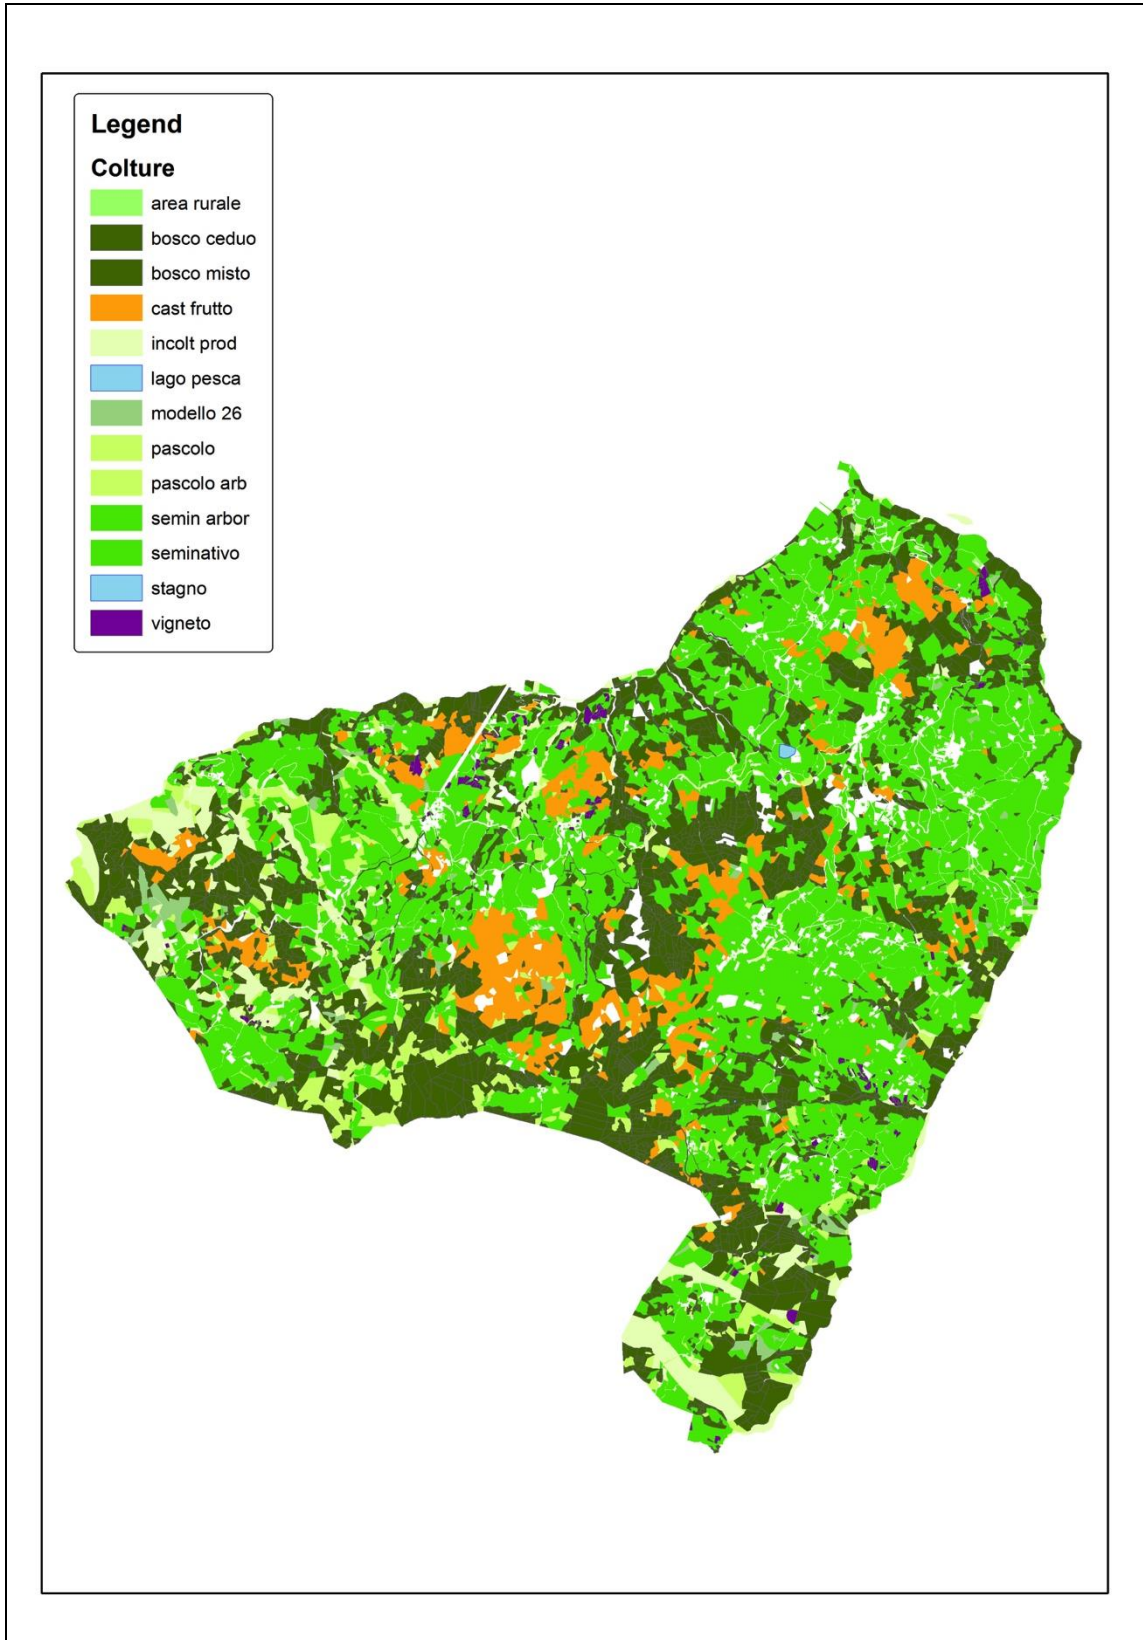 Legend
Colture
area rurale
bosco ceduo
bosco misto
cast frutto
incolt prod
lago pesca
modello 26
pascolo
pascolo arb
semin arbor
seminativo
stagno
vigneto